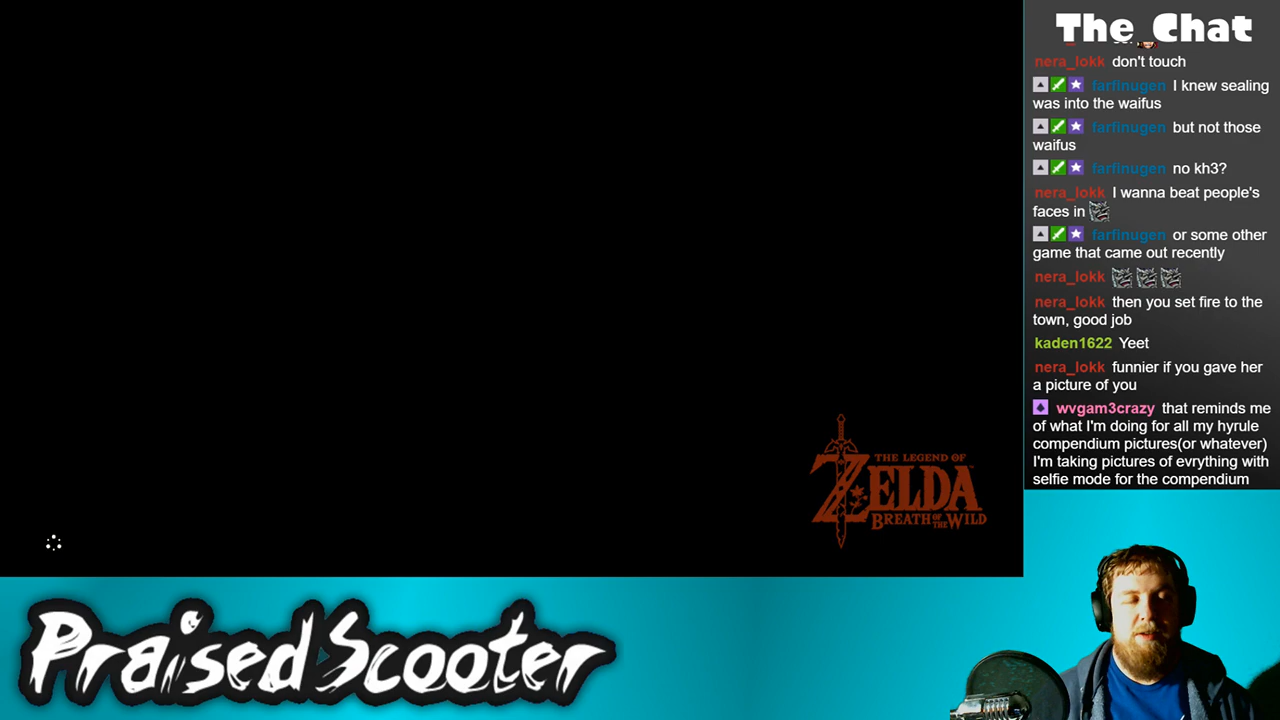 The Chat
nera_lokk don't touch
farfinugen I knew sealing
was into the waifus
farfinugen but not those
waifus
farfinugen no kh3?
nera_lokk I wanna beat people's
faces in
farfinugen or some other
game that came out recently
nera_lokk
nera_lokk then you set fire to the
town, good job
kaden1622 Yeet
nera_lokk funnier if you gave her
a picture of you
wvgam3crazy that reminds me
of what I'm doing for all my hyrule
compendium pictures(or whatever)
I'm taking pictures of evrything with
selfie mode for the compendium
THE LEGEND OF
ZELDA
BREATH OF THE WILD
PraisedScooter